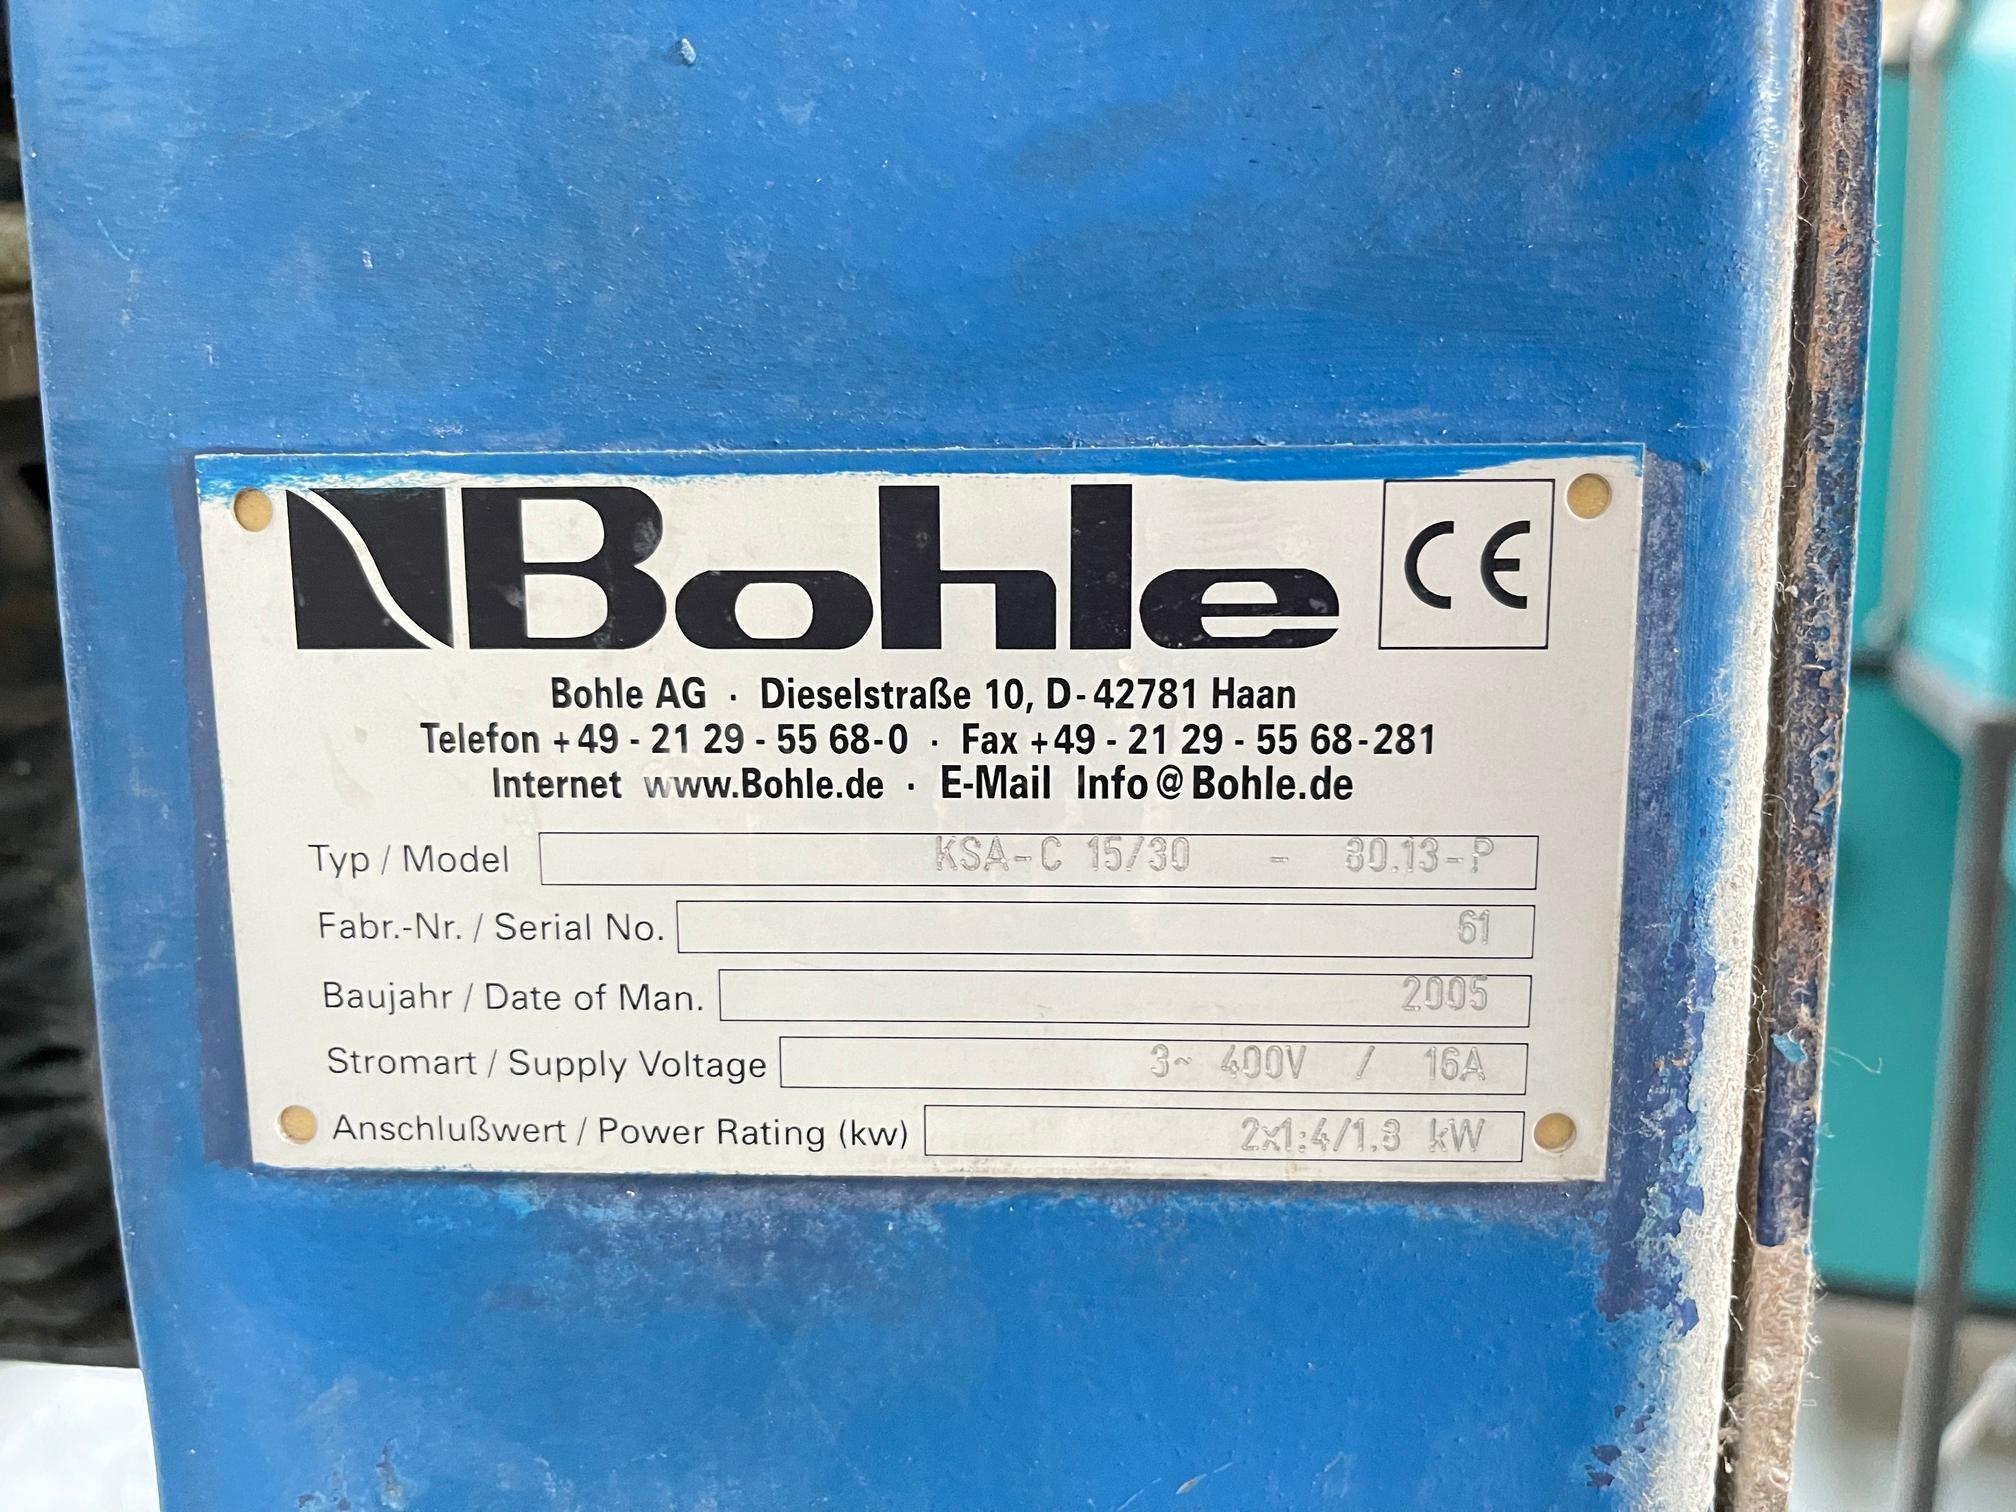 Bohle CE
Bohle AG · Dieselstraße 10, D-42781 Haan
Telefon +49 - 21 29 - 55 68-0 · Fax +49 - 21 29 - 55 68-281
Internet www.Bohle.de · E-Mail Info@Bohle.de
Typ / Model KSA-C 15/30 - 80.13-P
Fabr.-Nr. / Serial No. 61
Baujahr / Date of Man. 2005
Stromart / Supply Voltage 3~ 400V / 16A
Anschlußwert / Power Rating (kw) 2x1:4/1.8 kW